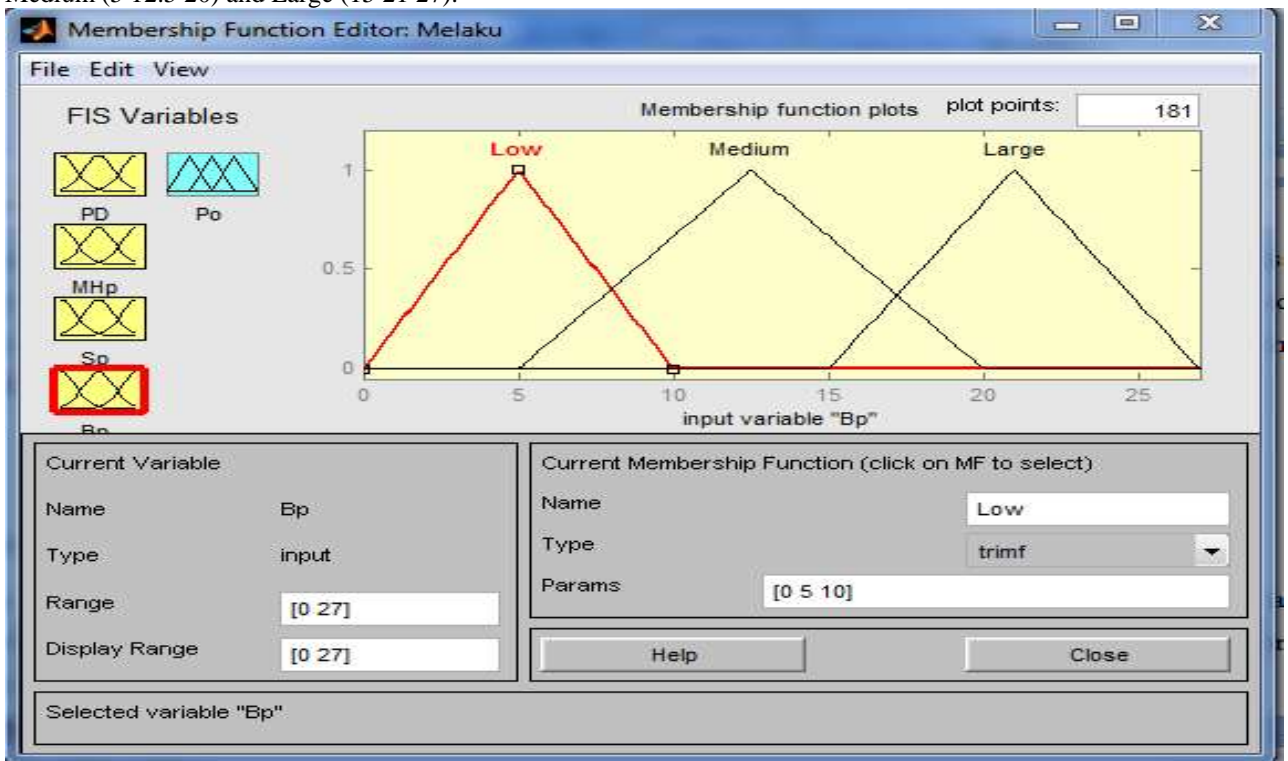 Medium (5 12.5 20) and Large (15 21 27).
Membership Function Editor: Melaku
File Edit View
FIS Variables
Membership function plots plot points: 181
PD Po
MHp
Sp
Bp
Low Medium Large
1
0.5
0
0 5 10 15 20 25
input variable "Bp"
Current Variable
Name Bp
Type input
Range [0 27]
Display Range [0 27]
Current Membership Function (click on MF to select)
Name Low
Type trimf
Params [0 5 10]
Help Close
Selected variable "Bp"